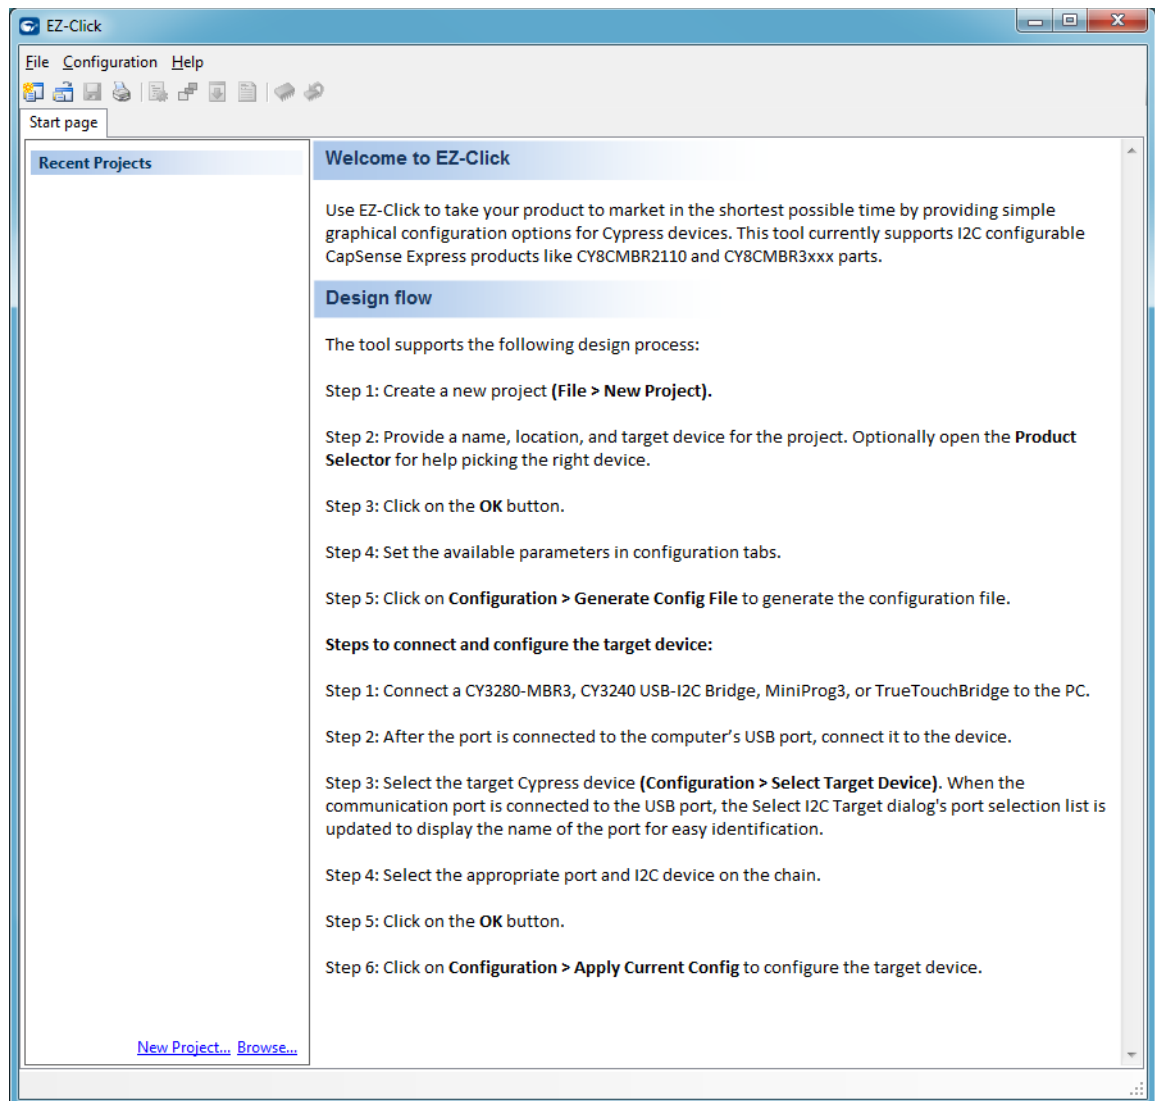 EZ-Click
File Configuration Help
Start page
Recent Projects
New Project... Browse...
Welcome to EZ-Click
Use EZ-Click to take your product to market in the shortest possible time by providing simple
graphical configuration options for Cypress devices. This tool currently supports I2C configurable
CapSense Express products like CY8CMBR2110 and CY8CMBR3xxx parts.
Design flow
The tool supports the following design process:
Step 1: Create a new project (File > New Project).
Step 2: Provide a name, location, and target device for the project. Optionally open the Product
Selector for help picking the right device.
Step 3: Click on the OK button.
Step 4: Set the available parameters in configuration tabs.
Step 5: Click on Configuration > Generate Config File to generate the configuration file.
Steps to connect and configure the target device:
Step 1: Connect a CY3280-MBR3, CY3240 USB-I2C Bridge, MiniProg3, or TrueTouchBridge to the PC.
Step 2: After the port is connected to the computer’s USB port, connect it to the device.
Step 3: Select the target Cypress device (Configuration > Select Target Device). When the
communication port is connected to the USB port, the Select I2C Target dialog's port selection list is
updated to display the name of the port for easy identification.
Step 4: Select the appropriate port and I2C device on the chain.
Step 5: Click on the OK button.
Step 6: Click on Configuration > Apply Current Config to configure the target device.